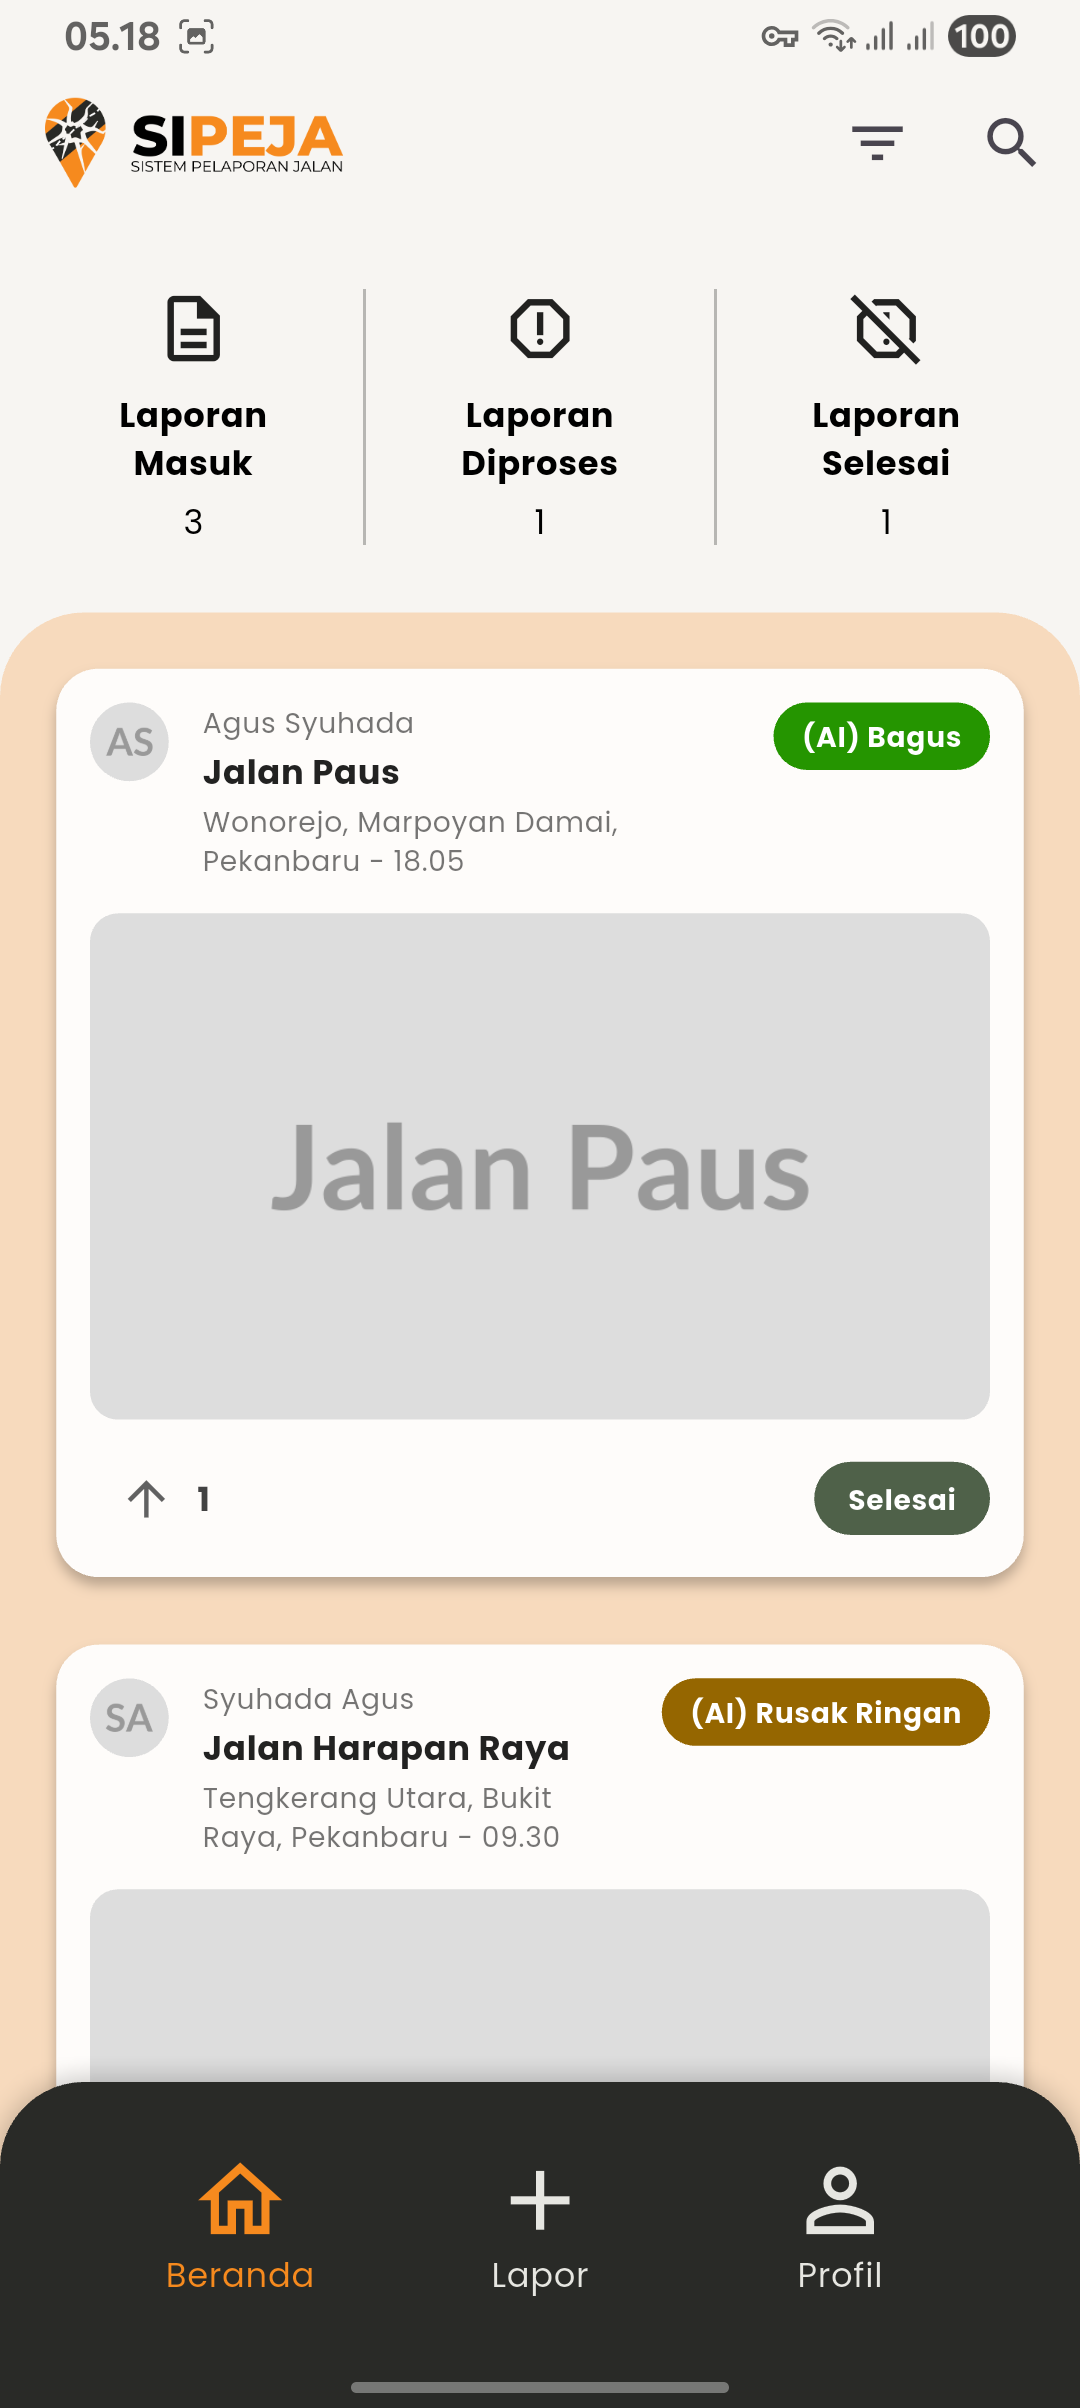 05.18
100
SIPEJA
SISTEM PELAPORAN JALAN
Laporan
Masuk
3
Laporan
Diproses
1
Laporan
Selesai
1
AS
Agus Syuhada
Jalan Paus
Wonorejo, Marpoyan Damai,
Pekanbaru - 18.05
(AI) Bagus
Jalan Paus
1
Selesai
SA
Syuhada Agus
Jalan Harapan Raya
Tengkerang Utara, Bukit
Raya, Pekanbaru - 09.30
(AI) Rusak Ringan
Beranda
Lapor
Profil